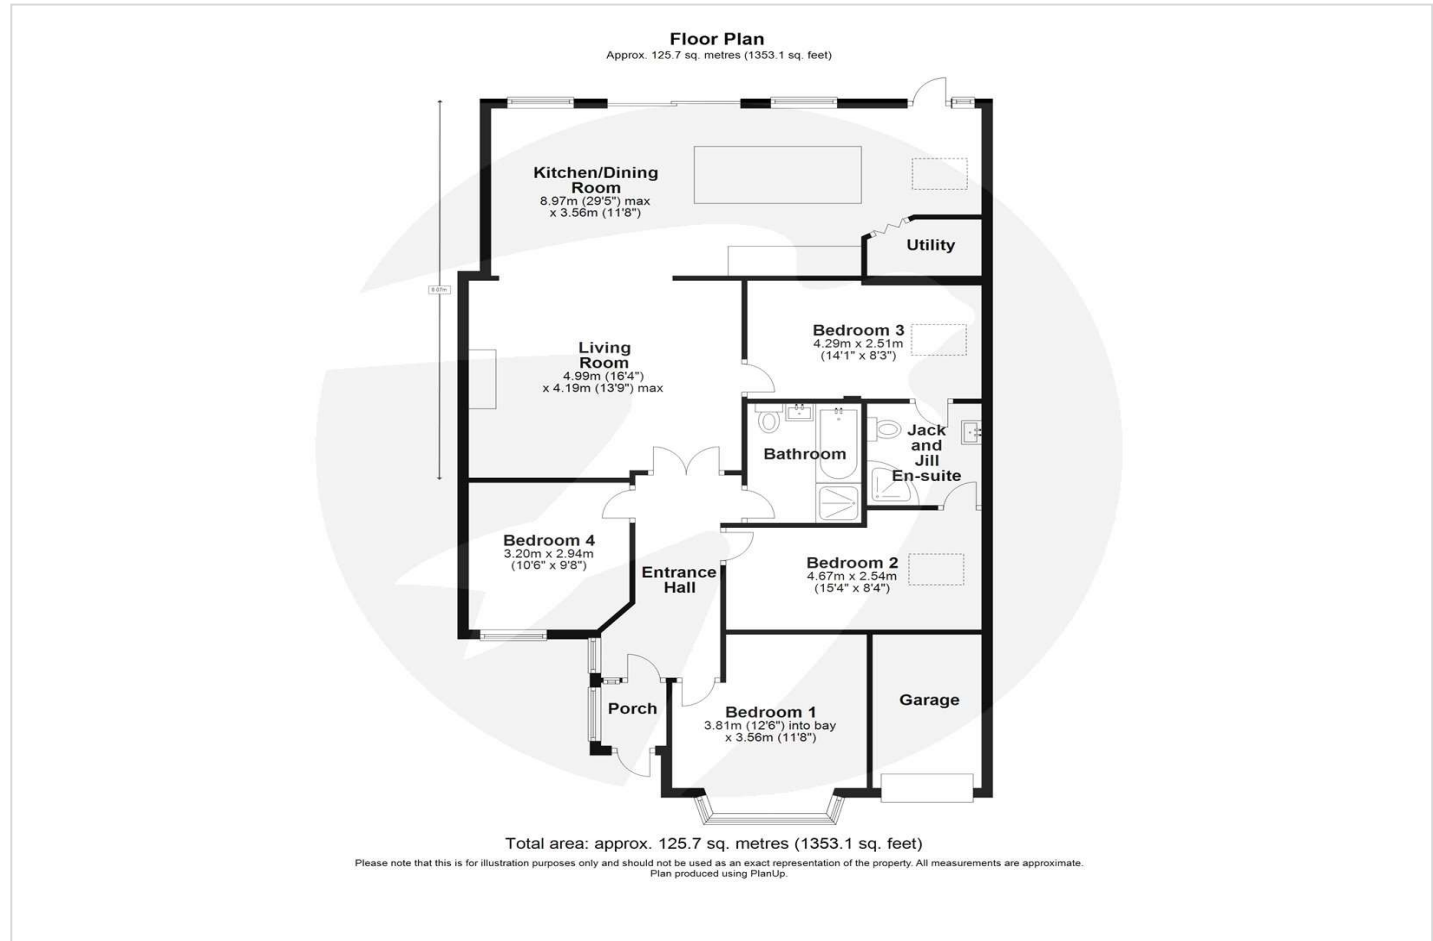 Floor Plan
Approx. 125.7 sq. metres (1353.1 sq. feet)
Kitchen/Dining
Room
8.97m (29'5") max
x 3.56m (11'8")
Utility
Living
Room
4.99m (16'4")
x 4.19m (13'9") max
Bedroom 3
4.29m x 2.51m
(14'1" x 8'3")
Bathroom
Jack
and
Jill
En-suite
Bedroom 4
3.20m x 2.94m
(10'6" x 9'8")
Entrance
Hall
Bedroom 2
4.67m x 2.54m
(15'4" x 8'4")
Porch
Bedroom 1
3.81m (12'6") into bay
x 3.56m (11'8")
Garage
Total area: approx. 125.7 sq. metres (1353.1 sq. feet)
Please note that this is for illustration purposes only and should not be used as an exact representation of the property. All measurements are approximate.
Plan produced using PlanUp.